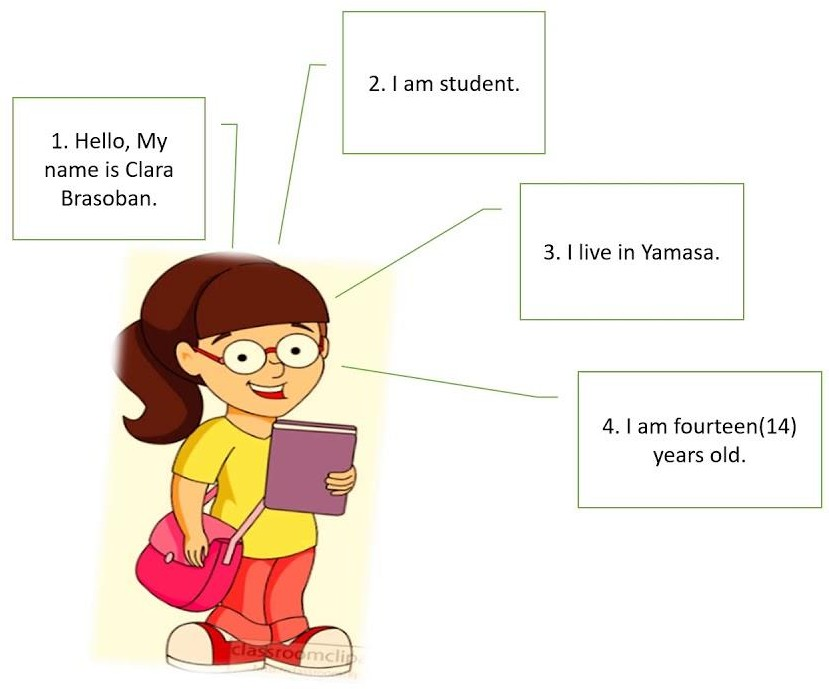 1. Hello, My
name is Clara
Brasoban.
2. I am student.
3. I live in Yamasa.
4. I am fourteen(14)
years old.
classroomclip